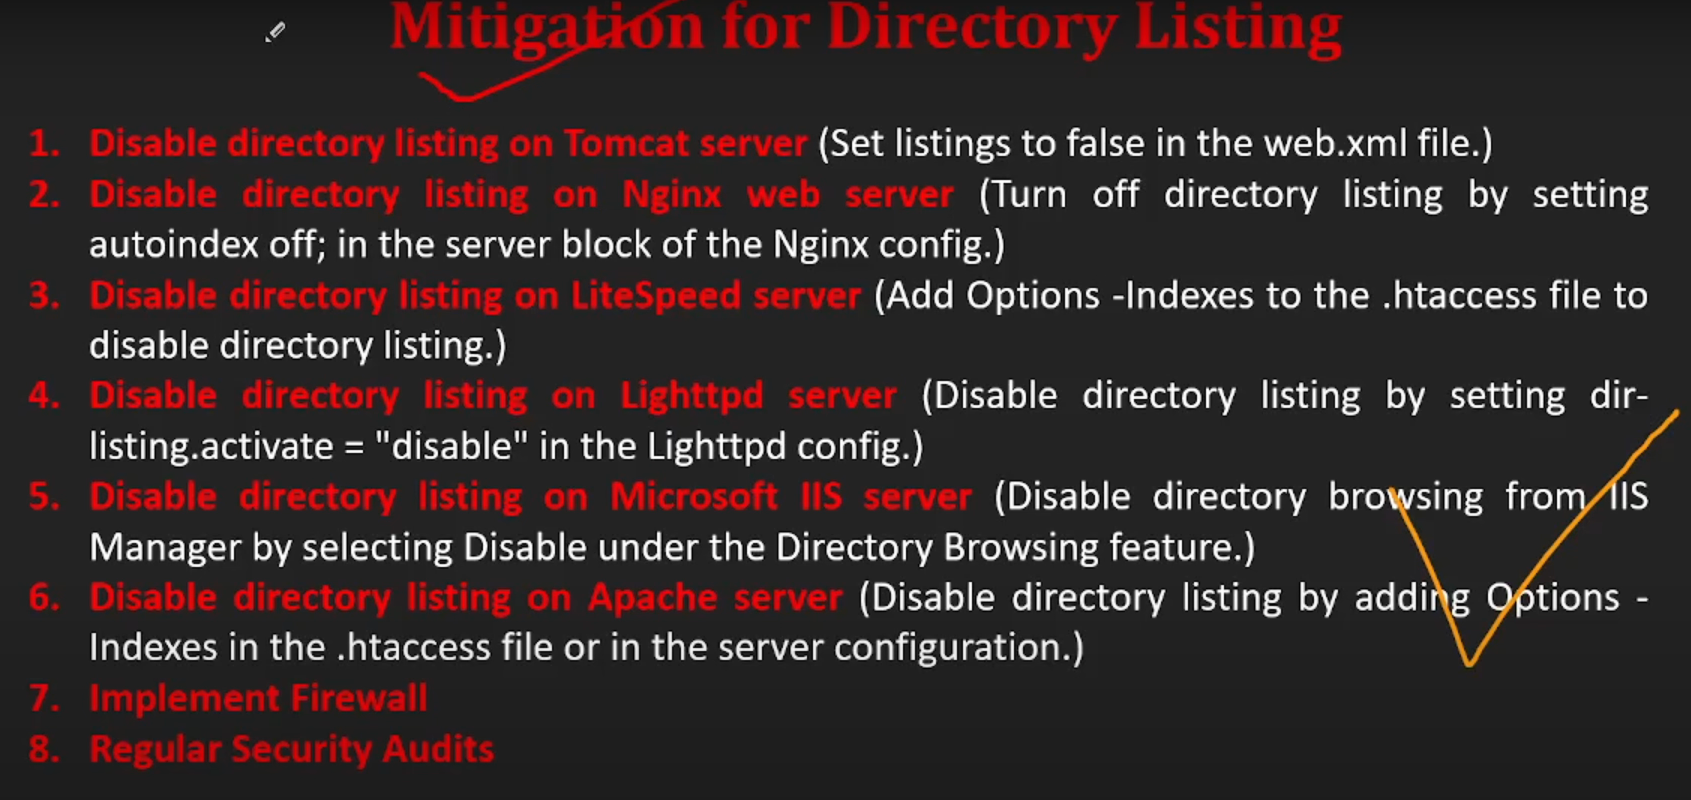 Mitigation for Directory Listing
1. Disable directory listing on Tomcat server (Set listings to false in the web.xml file.)
2. Disable directory listing on Nginx web server (Turn off directory listing by setting
autoindex off; in the server block of the Nginx config.)
3. Disable directory listing on LiteSpeed server (Add Options -Indexes to the .htaccess file to
disable directory listing.)
4. Disable directory listing on Lighttpd server (Disable directory listing by setting dir-
listing.activate = "disable" in the Lighttpd config.)
5. Disable directory listing on Microsoft IIS server (Disable directory browsing from IIS
Manager by selecting Disable under the Directory Browsing feature.)
6. Disable directory listing on Apache server (Disable directory listing by adding Options -
Indexes in the .htaccess file or in the server configuration.)
7. Implement Firewall
8. Regular Security Audits